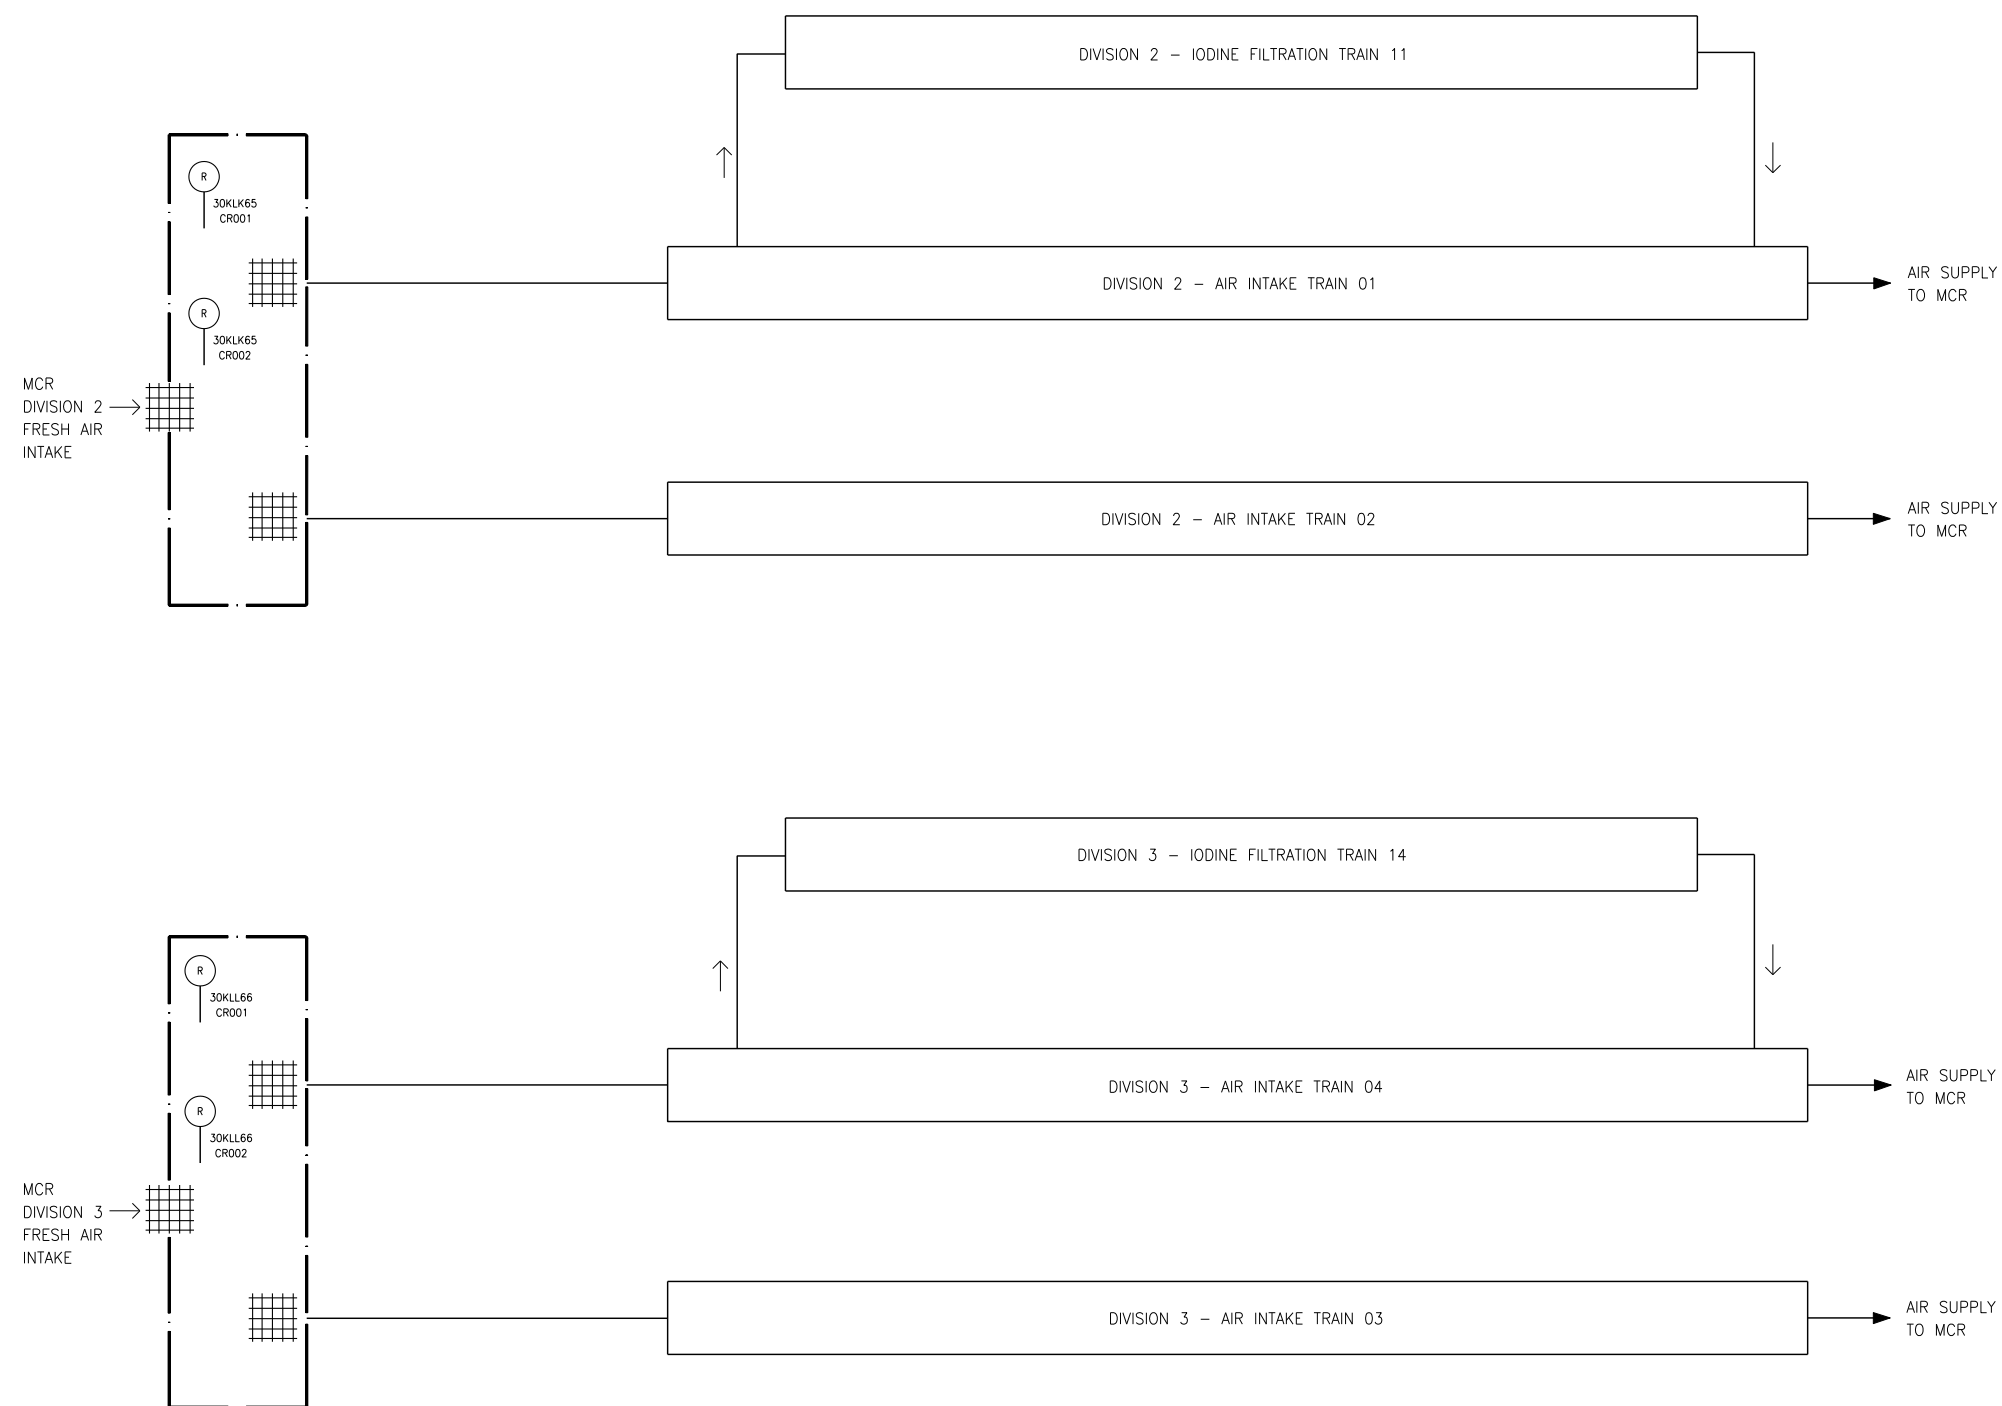 DIVISION 2 - IODINE FILTRATION TRAIN 11
R
30KLK65
CR001
DIVISION 2 - AIR INTAKE TRAIN 01
AIR SUPPLY
TO MCR
R
30KLK65
CR002
MCR
DIVISION 2
FRESH AIR
INTAKE
DIVISION 2 - AIR INTAKE TRAIN 02
AIR SUPPLY
TO MCR
DIVISION 3 - IODINE FILTRATION TRAIN 14
R
30KLL66
CR001
DIVISION 3 - AIR INTAKE TRAIN 04
AIR SUPPLY
TO MCR
R
30KLL66
CR002
MCR
DIVISION 3
FRESH AIR
INTAKE
DIVISION 3 - AIR INTAKE TRAIN 03
AIR SUPPLY
TO MCR